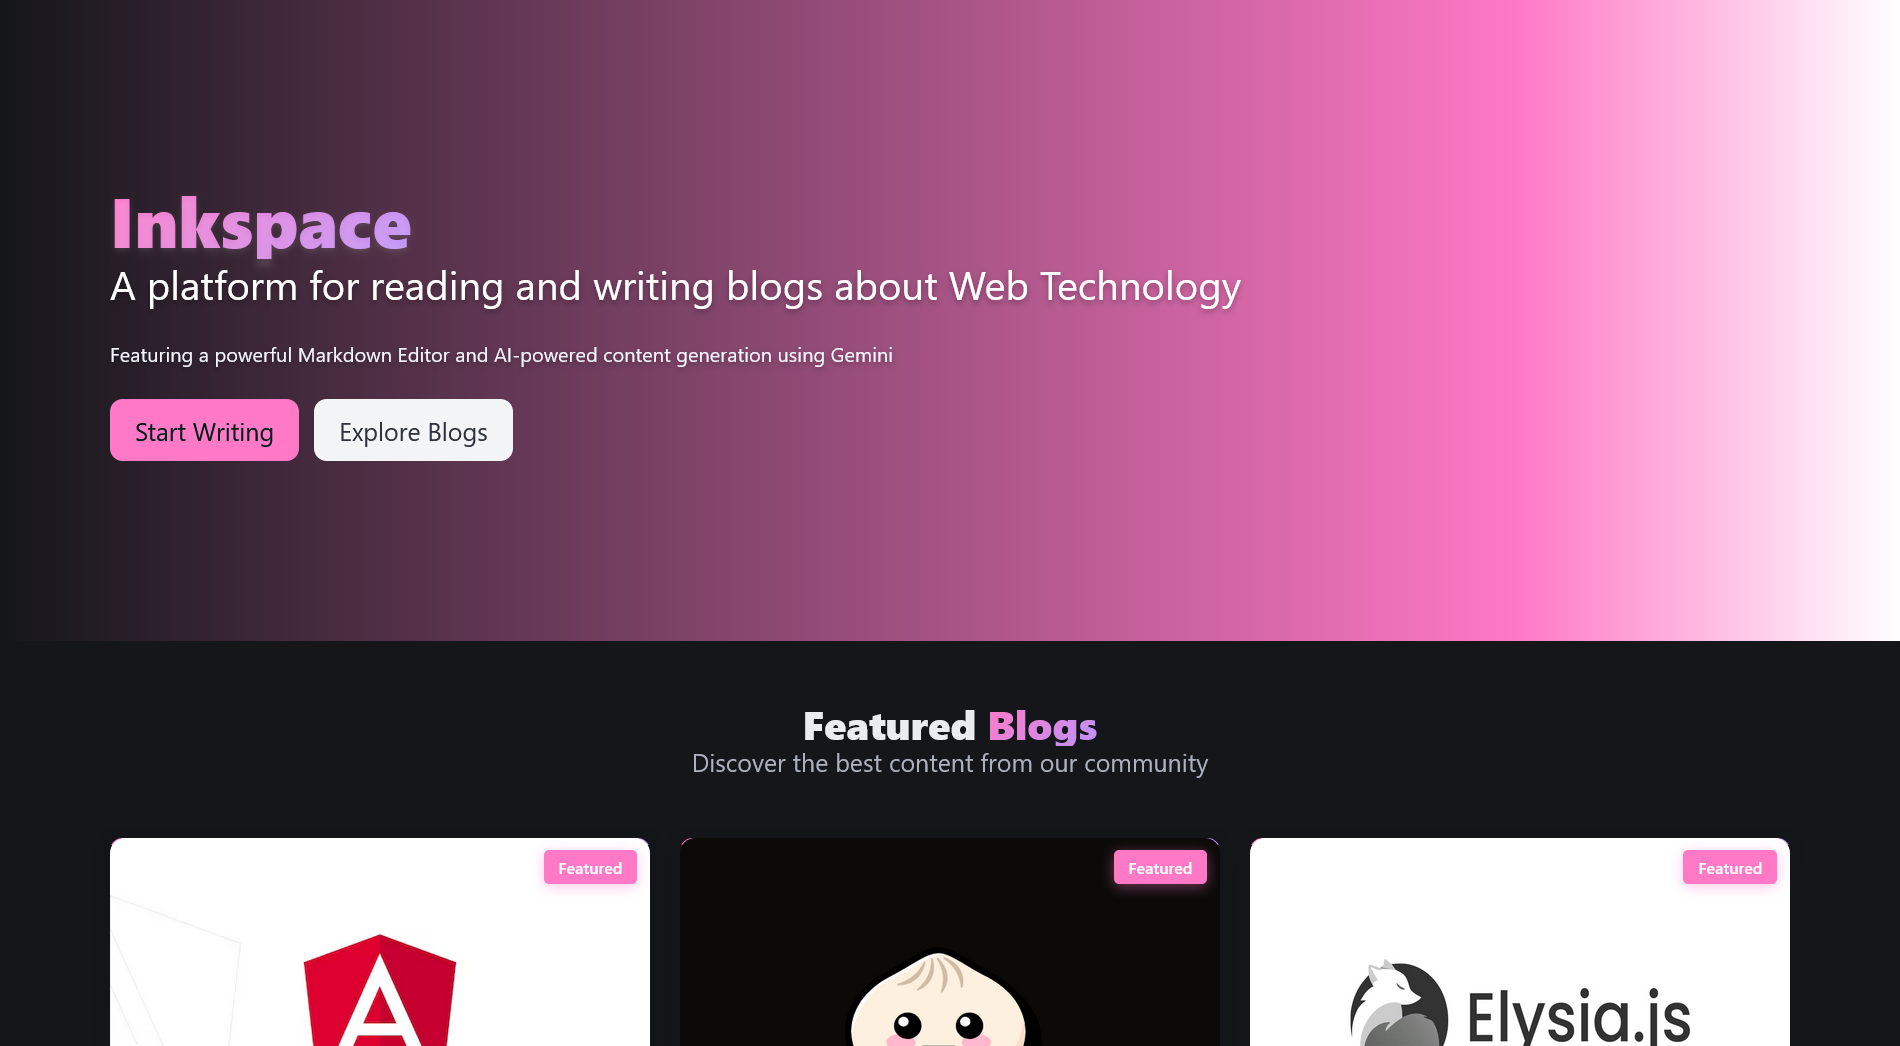 Inkspace
A platform for reading and writing blogs about Web Technology
Featuring a powerful Markdown Editor and AI-powered content generation using Gemini
Start Writing
Explore Blogs
Featured Blogs
Discover the best content from our community
Featured
Featured
Featured
Elysia.js